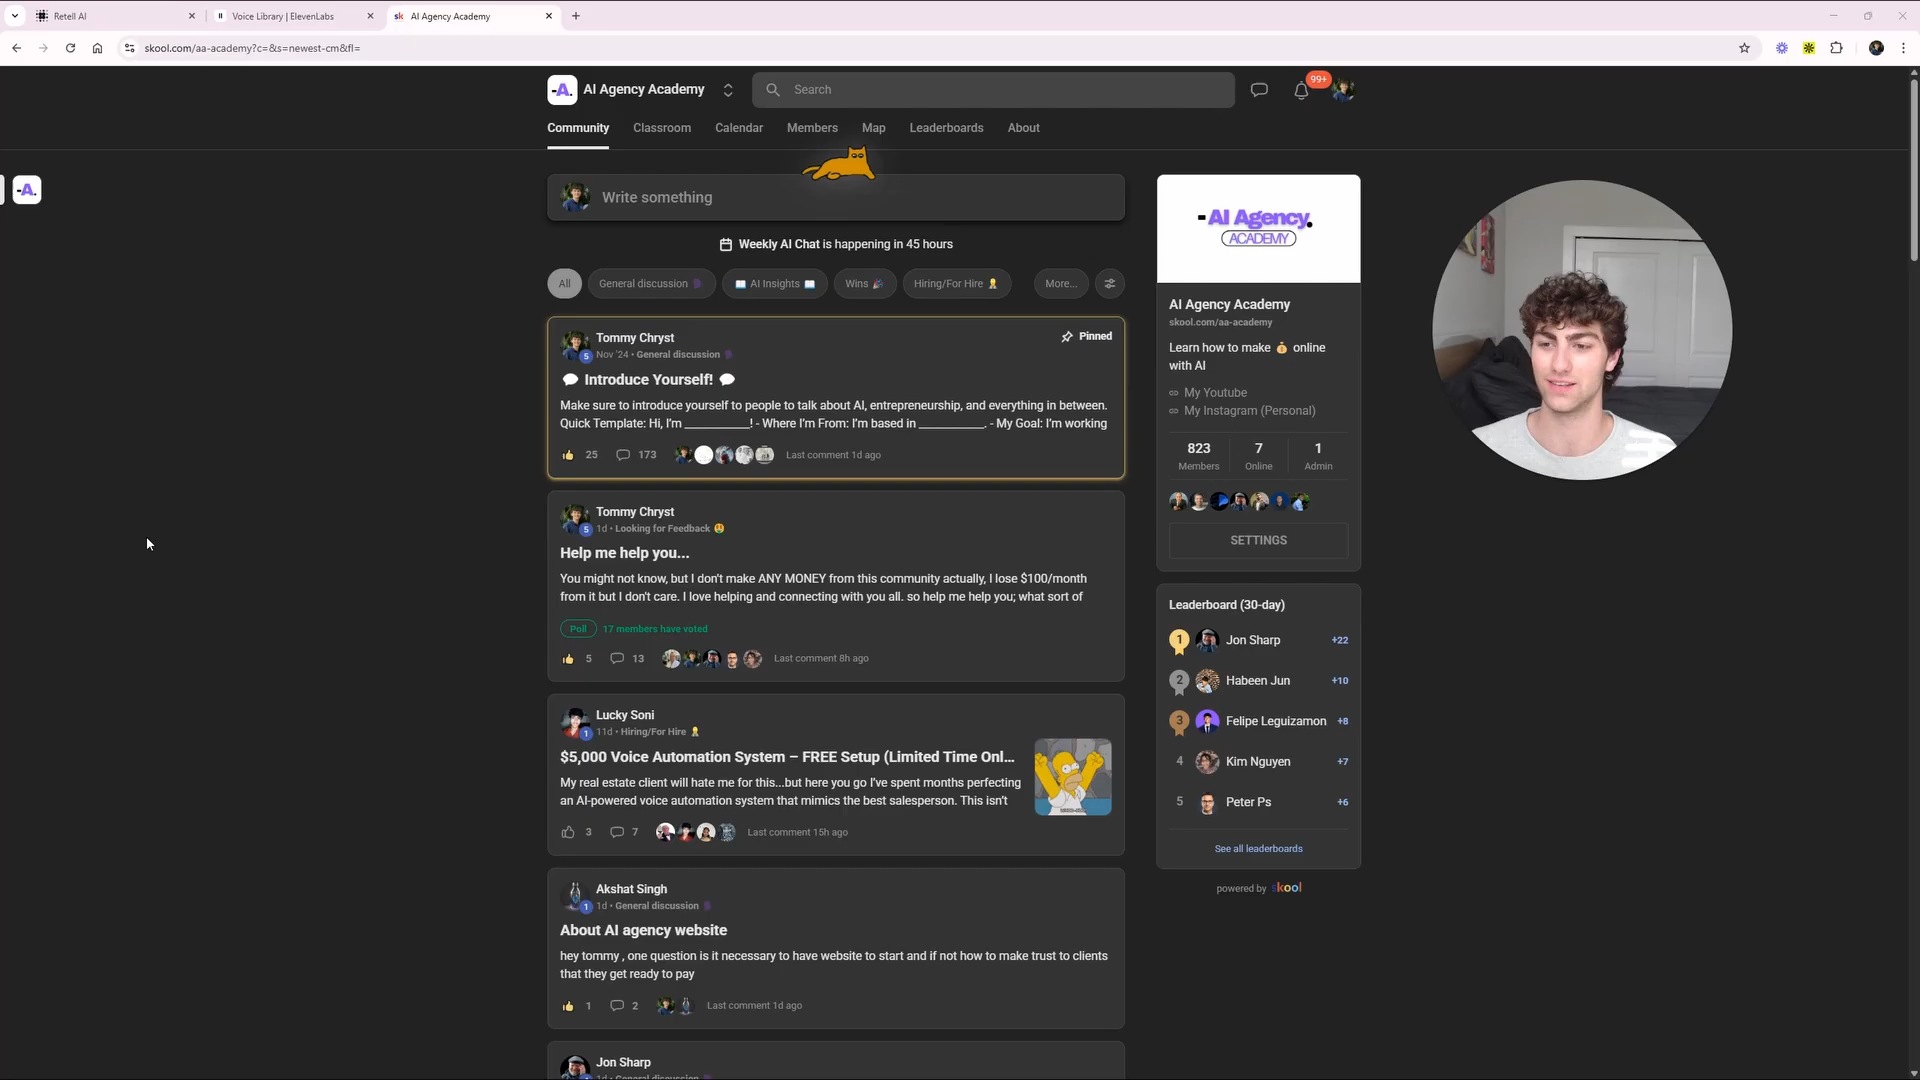 Retell AI
Voice Library | ElevenLabs
sk AI Agency Academy
skool.com/aa-academy?c=&s=newest-cm&fl=
-A. AI Agency Academy
Search
99+
Community Classroom Calendar Members Map Leaderboards About
-A.
Write something
Weekly AI Chat is happening in 45 hours
All General discussion AI Insights Wins Hiring/For Hire More...
Tommy Chryst
Pinned
5 Nov '24 • General discussion
Introduce Yourself!
Make sure to introduce yourself to people to talk about AI, entrepreneurship, and everything in between.
Quick Template: Hi, I'm __________! - Where I'm From: I'm based in __________. - My Goal: I'm working
25 173 Last comment 1d ago
Tommy Chryst
5 1d • Looking for Feedback
Help me help you...
You might not know, but I don't make ANY MONEY from this community actually, I lose $100/month
from it but I don't care. I love helping and connecting with you all. so help me help you; what sort of
Poll 17 members have voted
5 13 Last comment 8h ago
Lucky Soni
1 11d • Hiring/For Hire
$5,000 Voice Automation System – FREE Setup (Limited Time Onl...
My real estate client will hate me for this...but here you go I've spent months perfecting
an AI-powered voice automation system that mimics the best salesperson. This isn't
3 7 Last comment 15h ago
Akshat Singh
1 1d • General discussion
About AI agency website
hey tommy , one question is it necessary to have website to start and if not how to make trust to clients
that they get ready to pay
1 2 Last comment 1d ago
Jon Sharp
1d • General discussion
-AI Agency.
ACADEMY
AI Agency Academy
skool.com/aa-academy
Learn how to make 💰 online
with AI
My Youtube
My Instagram (Personal)
823 7 1
Members Online Admin
SETTINGS
Leaderboard (30-day)
1 Jon Sharp +22
2 Habeen Jun +10
3 Felipe Leguizamon +8
4 Kim Nguyen +7
5 Peter Ps +6
See all leaderboards
powered by skool